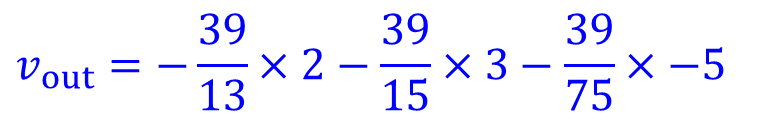 v_out = − 39/13 × 2 − 39/15 × 3 − 39/75 × −5